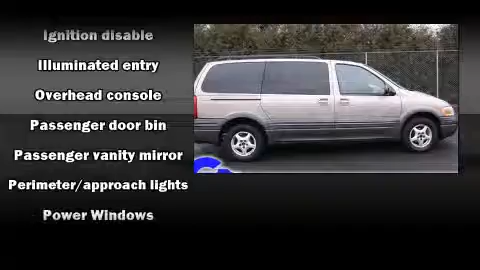 Ignition disable
Illuminated entry
Overhead console
Passenger door bin
Passenger vanity mirror
Perimeter/approach lights
Power Windows